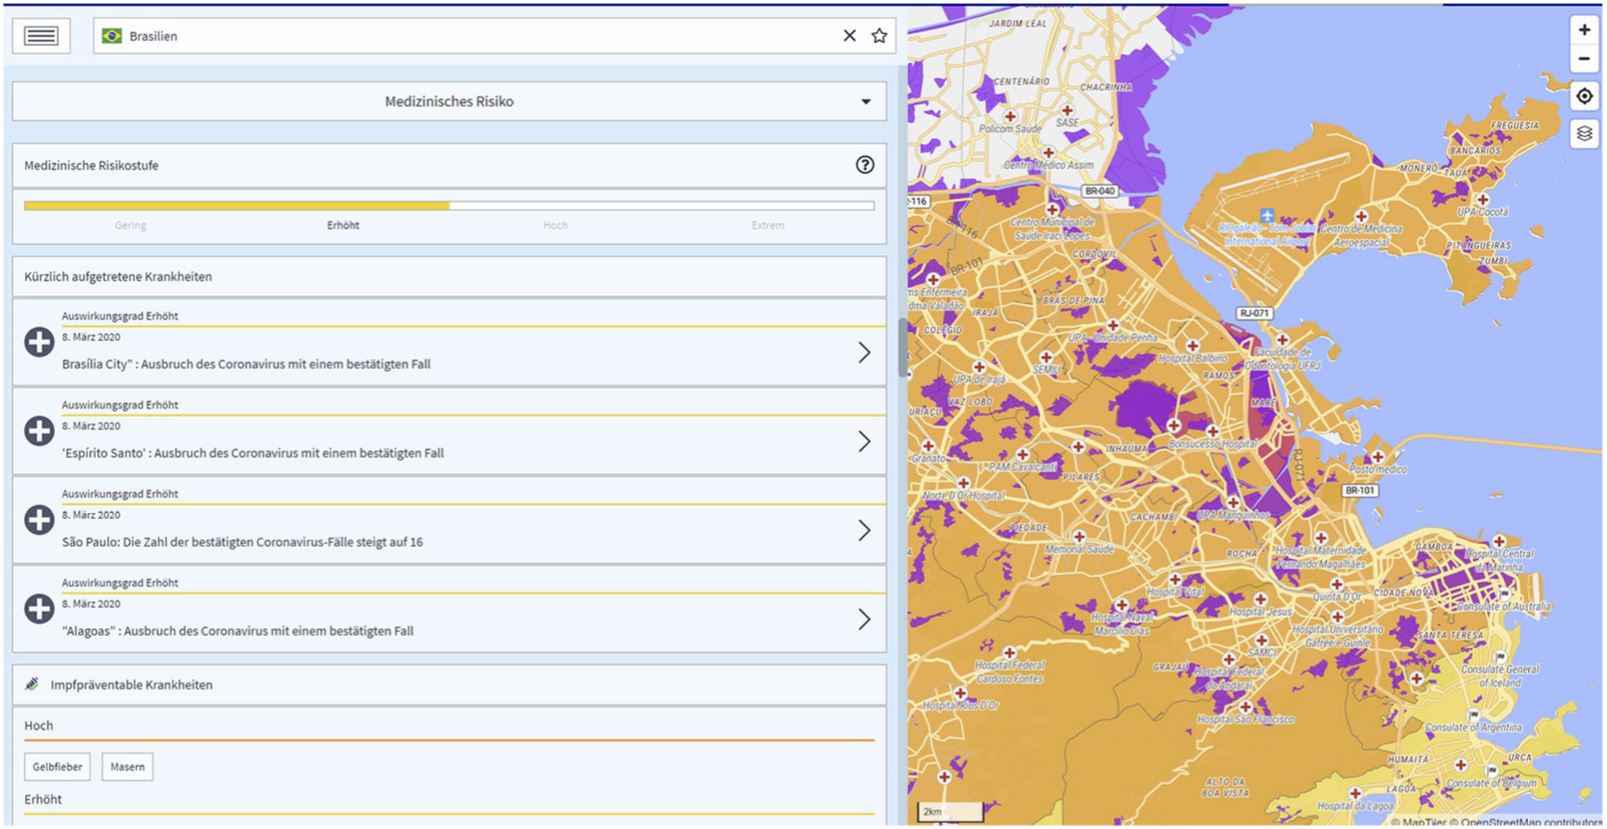 Brasilien
Medizinisches Risiko
Medizinische Risikostufe
Gering
Erhöht
Hoch
Extrem
Kürzlich aufgetretene Krankheiten
Auswirkungsgrad Erhöht
8. März 2020
Brasília City" : Ausbruch des Coronavirus mit einem bestätigten Fall
Auswirkungsgrad Erhöht
8. März 2020
'Espírito Santo' : Ausbruch des Coronavirus mit einem bestätigten Fall
Auswirkungsgrad Erhöht
8. März 2020
São Paulo: Die Zahl der bestätigten Coronavirus-Fälle steigt auf 16
Auswirkungsgrad Erhöht
8. März 2020
"Alagoas" : Ausbruch des Coronavirus mit einem bestätigten Fall
Impfpräventable Krankheiten
Hoch
Gelbfieber
Masern
Erhöht
JARDIM LEAL
CENTENÁRIO
CHACRINHA
Policom Saúde
SASE
Centro Médico Assim
BR-040
-116
Centro Municipal de
Saúde Iraci Lopes
BR-116
CORDOVIL
BR-101
FREGUESIA
BANCÁRIOS
MONERÓ
TAUÁ
UPA Cocotá
RIOgaleão - Tom Jobim
International Airport
Centro de Medicina
Aeroespacial
PITANGUEIRAS
ZUMBI
ms Enfermeira
dma Valadão
BRÁS DE PINA
IRAJÁ
COLÉGIO
RJ-071
UPA - Unidade Penha
Hospital Balbino
Faculdade de
Odontologia UFRJ
SEMIU
UPA de Irajá
RAMOS
VAZ LOBO
MARÉ
URIAÇU
Bonsucesso Hospital
INHAÚMA
Granato
PAM Cavalcanti
PILARES
RJ-071
Posto médico
Norte D'Or Hospital
BR-101
UPA Manguinhos
CACHAMBI
PIEDADE
Memorial Saúde
ROCHA
Hospital Maternidade
Fernando Magalhães
GAMBOA
Hospital Central
da Marinha
Hospital Vital
Quinta D'Or
CIDADE NOVA
Consulate of Australia
Hospital Naval
Marcílio Dias
Hospital Jesus
Hospital Universitário
Gafrée e Guinle
SANTA TERESA
SAMCI
Hospital Federal
Cardoso Fontes
GRAJAÚ
Hospital Federal
do Andaraí
Consulate General
of Iceland
Hospital Rios D'Or
Hospital São Francisco
Consulate of Argentina
HUMAITÁ
URCA
ALTO DA
BOA VISTA
LAGOA
Consulate of Belgium
Hospital da Lagoa
2km
© MapTiler © OpenStreetMap contributors